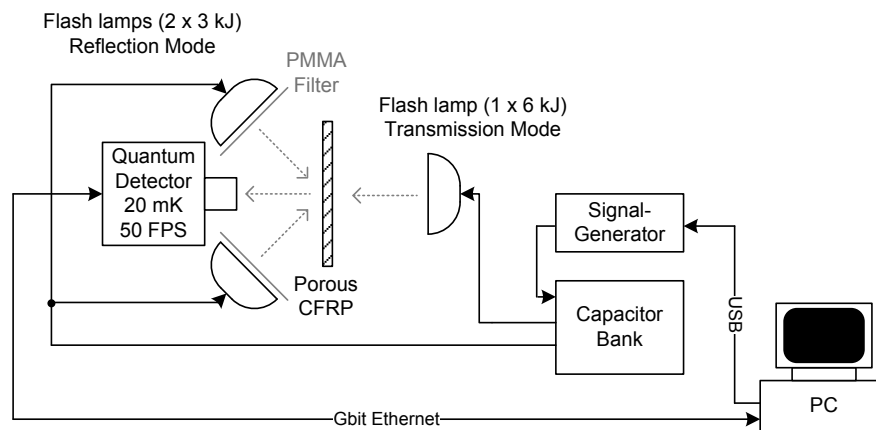 Flash lamps (2 x 3 kJ)
Reflection Mode
PMMA
Filter
Flash lamp (1 x 6 kJ)
Transmission Mode
Quantum
Detector
20 mK
50 FPS
Porous
CFRP
Signal-
Generator
Capacitor
Bank
USB
PC
Gbit Ethernet